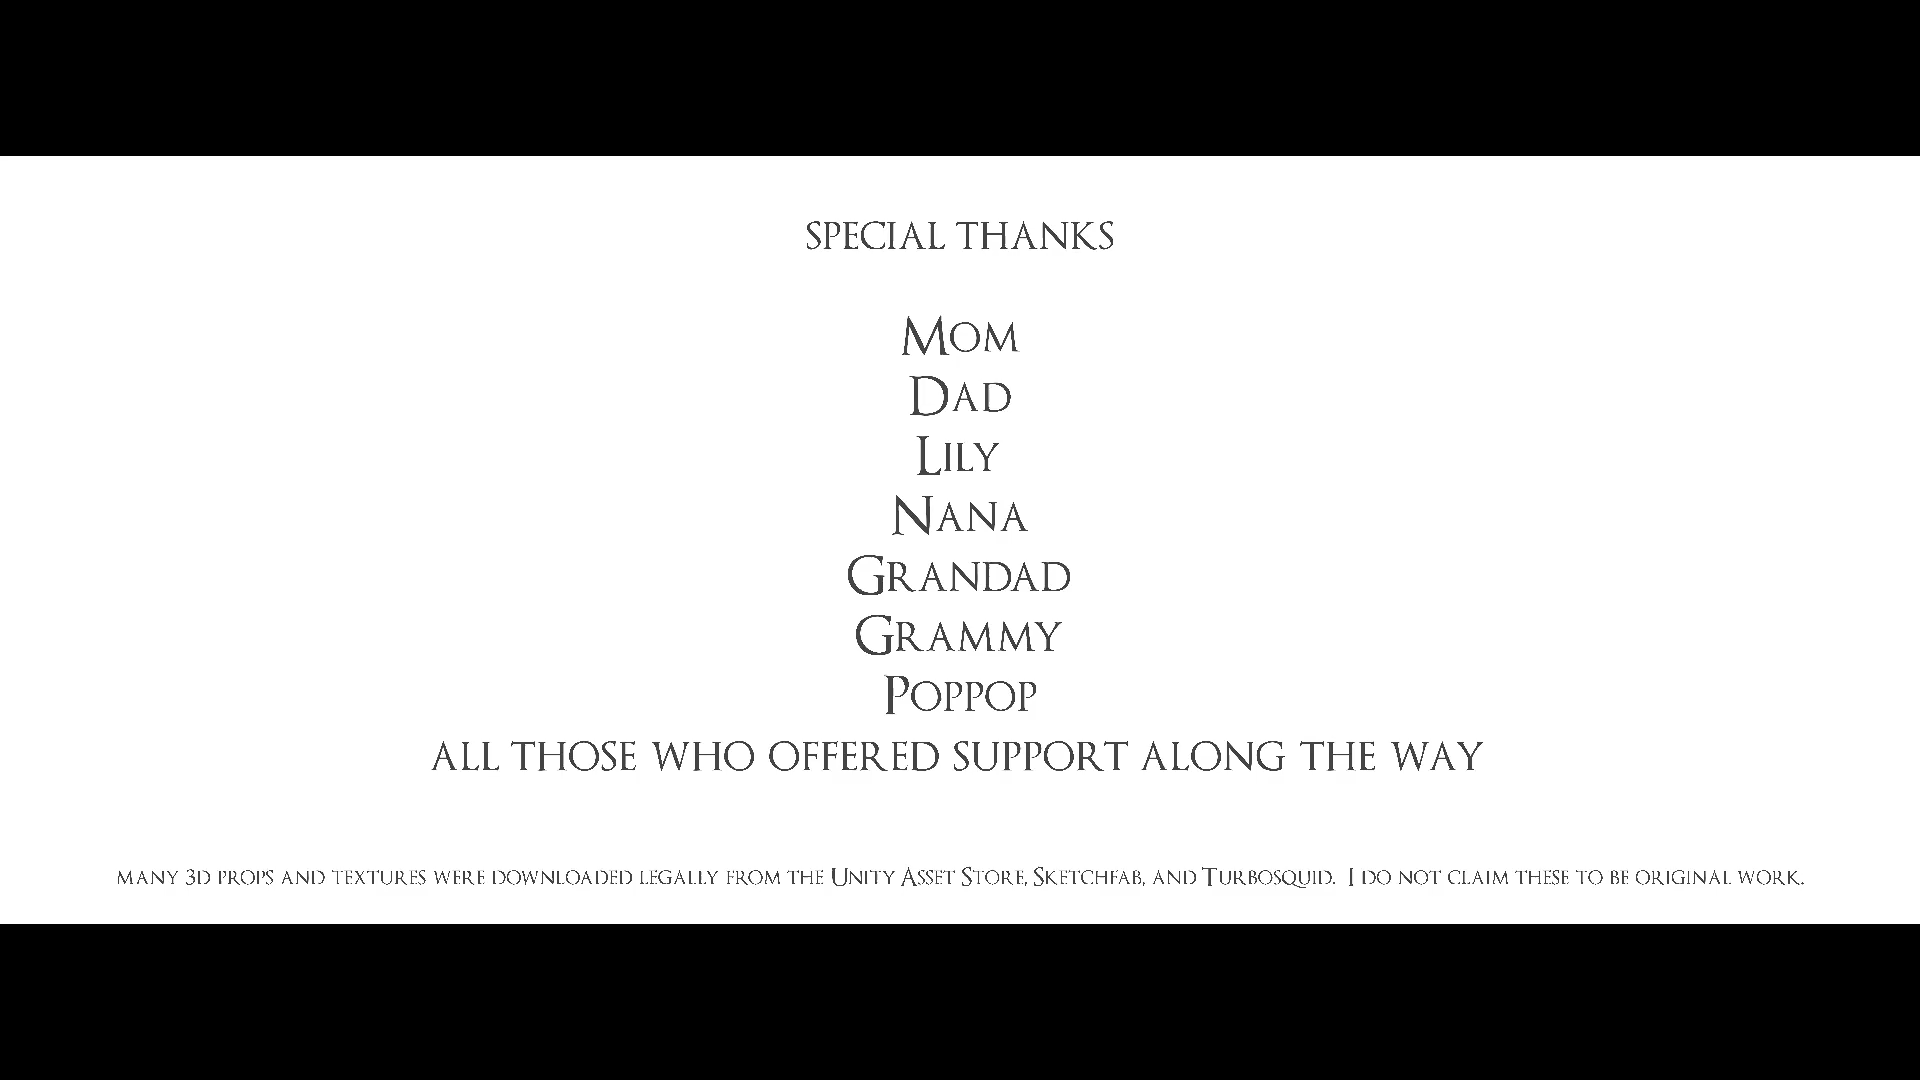 SPECIAL THANKS
MOM
DAD
LILY
NANA
GRANDAD
GRAMMY
POPPOP
ALL THOSE WHO OFFERED SUPPORT ALONG THE WAY
MANY 3D PROPS AND TEXTURES WERE DOWNLOADED LEGALLY FROM THE UNITY ASSET STORE, SKETCHFAB, AND TURBOSQUID. I DO NOT CLAIM THESE TO BE ORIGINAL WORK.